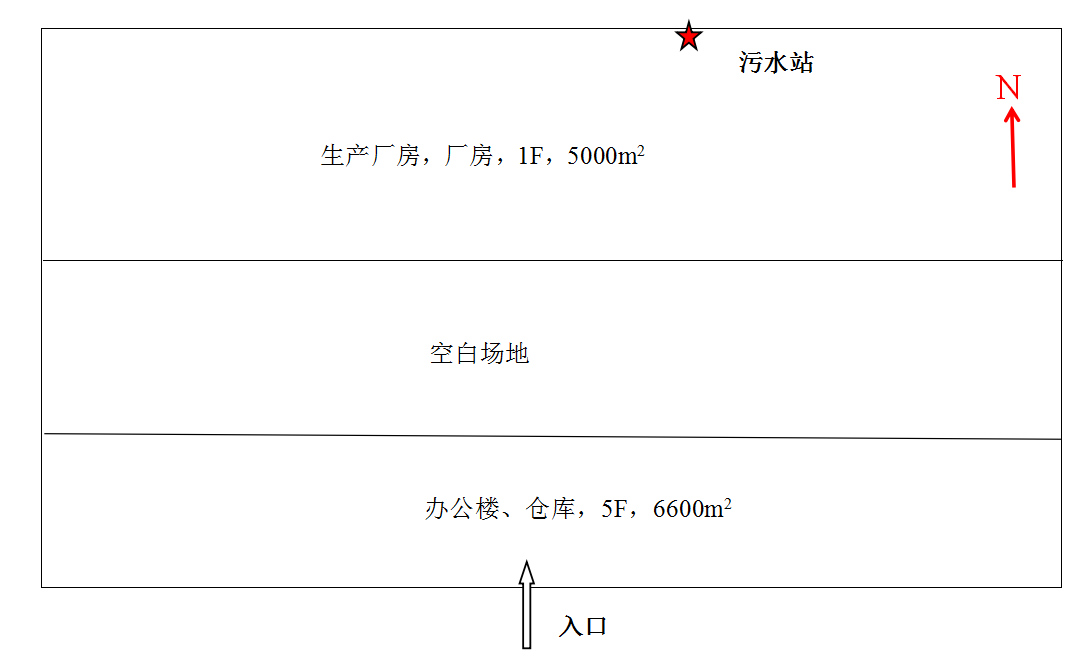 污水站
N
生产厂房，厂房，1F，5000m²
空白场地
办公楼、仓库，5F，6600m²
入口